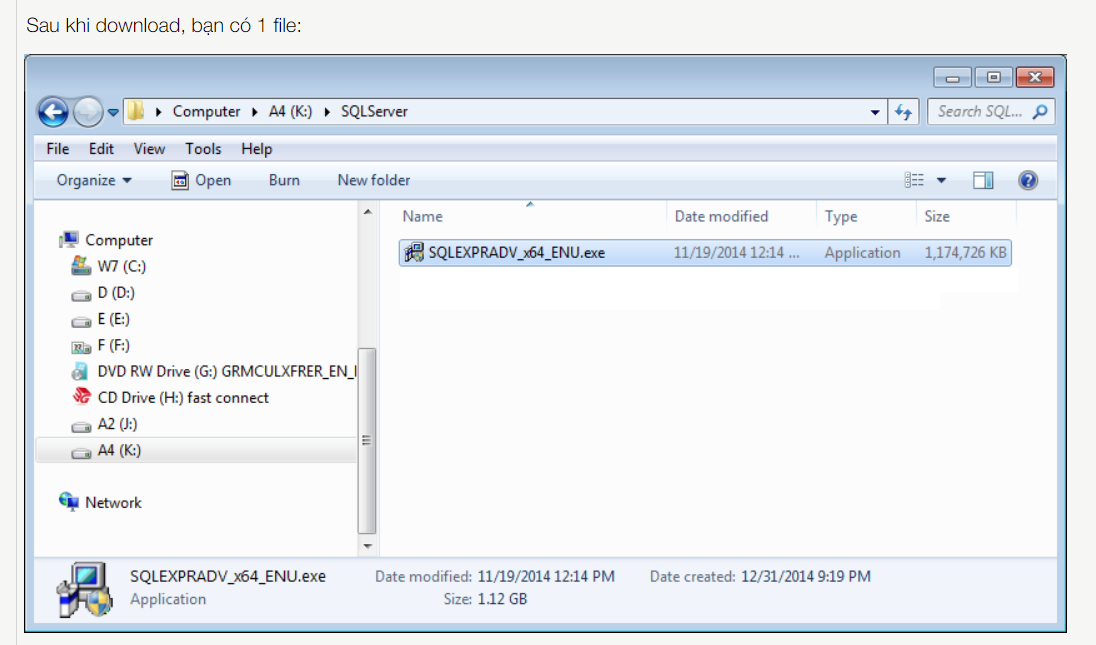 Sau khi download, bạn có 1 file:
Computer A4 (K:) SQLServer
Search SQL...
File Edit View Tools Help
Organize Open Burn New folder
Name Date modified Type Size
SQLEXPRADV_x64_ENU.exe 11/19/2014 12:14 ... Application 1,174,726 KB
Computer
W7 (C:)
D (D:)
E (E:)
F (F:)
DVD RW Drive (G:) GRMCULXFRER_EN_
CD Drive (H:) fast connect
A2 (J:)
A4 (K:)
Network
SQLEXPRADV_x64_ENU.exe Date modified: 11/19/2014 12:14 PM Date created: 12/31/2014 9:19 PM
Application Size: 1.12 GB